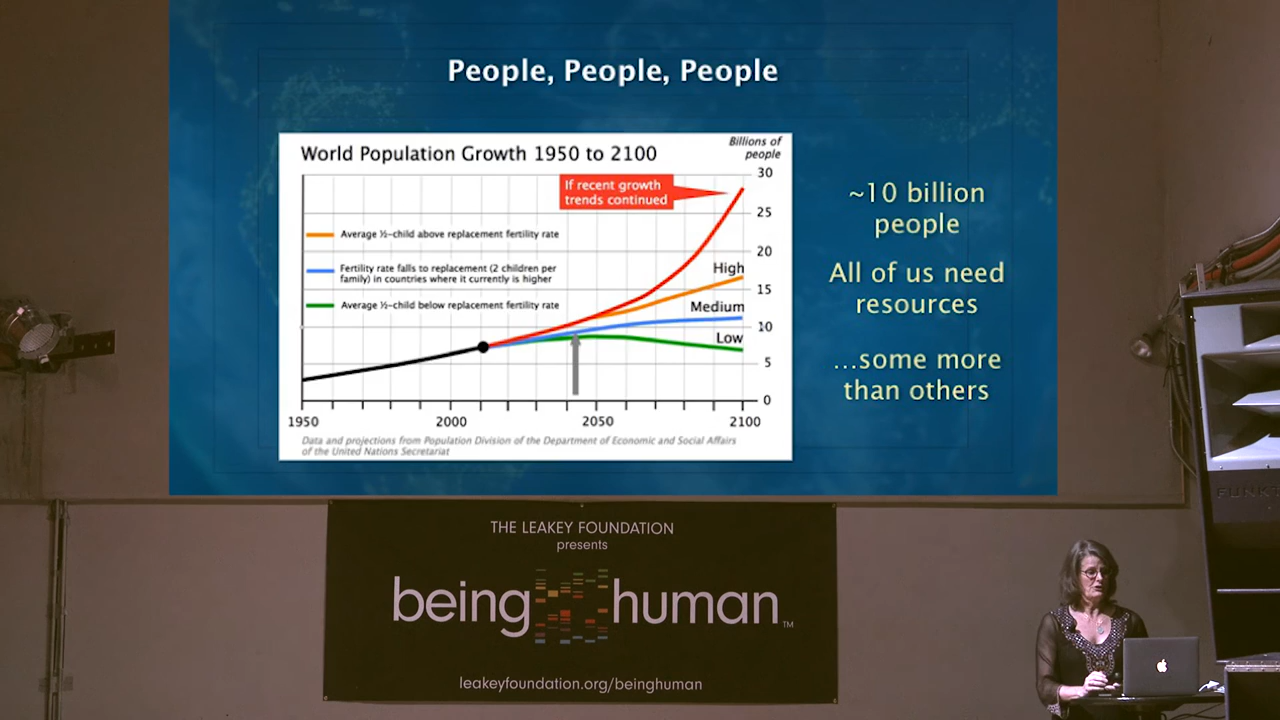 People, People, People
World Population Growth 1950 to 2100
Billions of
people
30
If recent growth
trends continued
25
Average ½-child above replacement fertility rate
20
Fertility rate falls to replacement (2 children per
family) in countries where it currently is higher
High
15
Average ½-child below replacement fertility rate
Medium
10
Low
5
0
1950
2000
2050
2100
Data and projections from Population Division of the Department of Economic and Social Affairs
of the United Nations Secretariat
~10 billion
people
All of us need
resources
...some more
than others
THE LEAKEY FOUNDATION
presents
being human™
leakeyfoundation.org/beinghuman